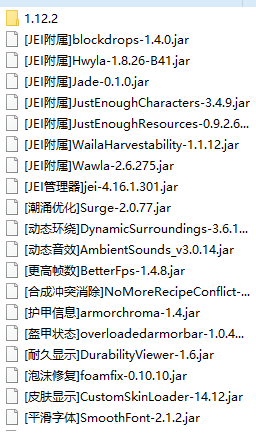 1.12.2
[JEI附属]blockdrops-1.4.0.jar
[JEI附属]Hwyla-1.8.26-B41.jar
[JEI附属]Jade-0.1.0.jar
[JEI附属]JustEnoughCharacters-3.4.9.jar
[JEI附属]JustEnoughResources-0.9.2.6...
[JEI附属]WailaHarvestability-1.1.12.jar
[JEI附属]Wawla-2.6.275.jar
[JEI管理器]jei-4.16.1.301.jar
[潮涌优化]Surge-2.0.77.jar
[动态环绕]DynamicSurroundings-3.6.1...
[动态音效]AmbientSounds_v3.0.14.jar
[更高帧数]BetterFps-1.4.8.jar
[合成冲突消除]NoMoreRecipeConflict-...
[护甲信息]armorchroma-1.4.jar
[盔甲状态]overloadedarmorbar-1.0.4...
[耐久显示]DurabilityViewer-1.6.jar
[泡沫修复]foamfix-0.10.10.jar
[皮肤显示]CustomSkinLoader-14.12.jar
[平滑字体]SmoothFont-2.1.2.jar